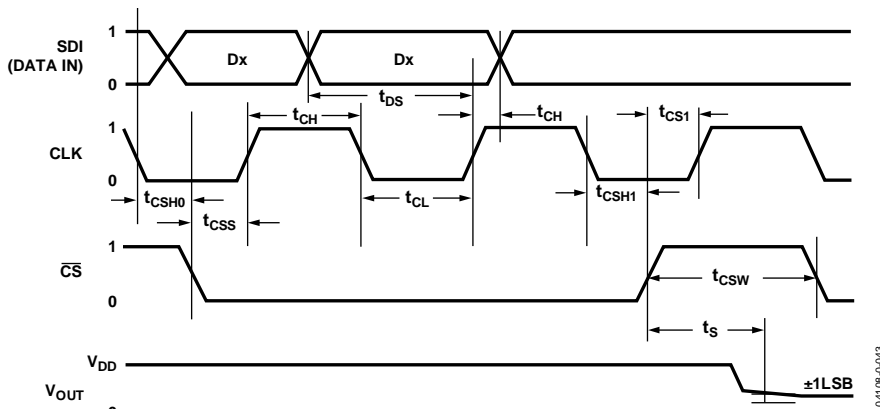 SDI
(DATA IN)
1
0
Dx
Dx
tDS
tCH
tCH
tCS1
CLK
1
0
tCSH0
tCSS
tCL
tCSH1
CS
1
0
tCSW
tS
VDD
VOUT
0
±1LSB
04108-0-043